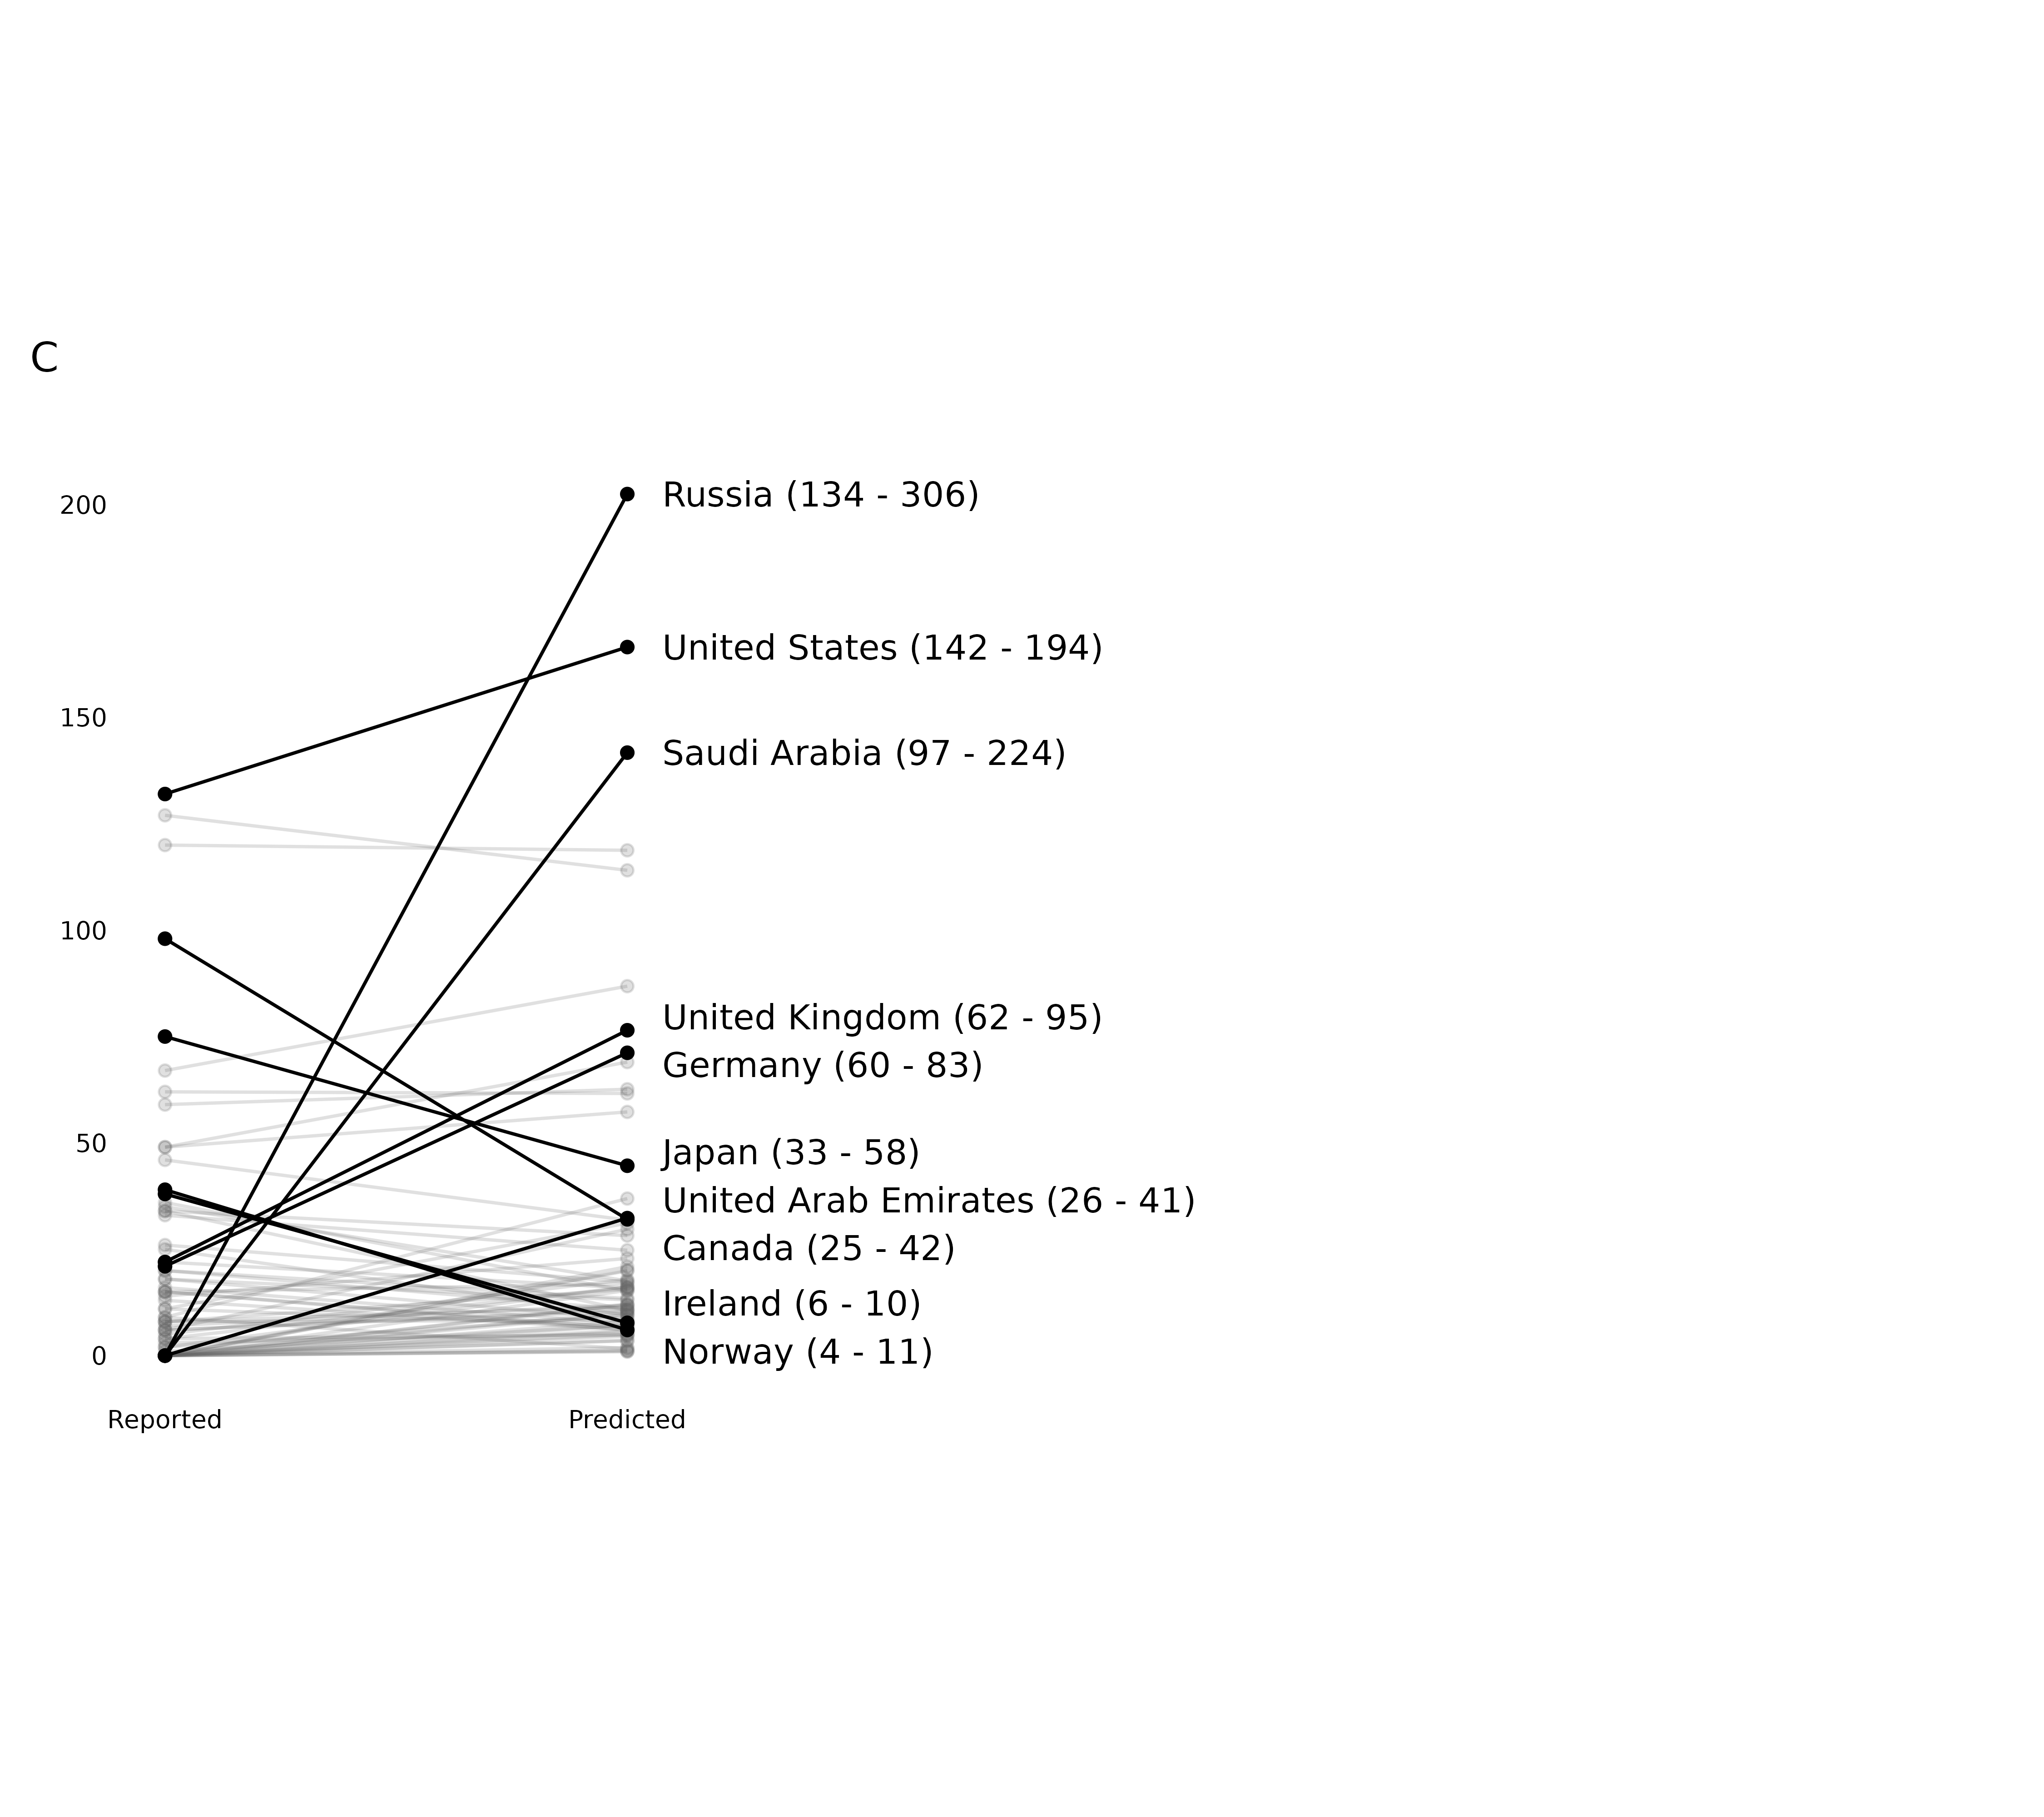 C
200
150
100
50
0
Russia (134 - 306)
United States (142 - 194)
Saudi Arabia (97 - 224)
United Kingdom (62 - 95)
Germany (60 - 83)
Japan (33 - 58)
United Arab Emirates (26 - 41)
Canada (25 - 42)
Ireland (6 - 10)
Norway (4 - 11)
Reported
Predicted